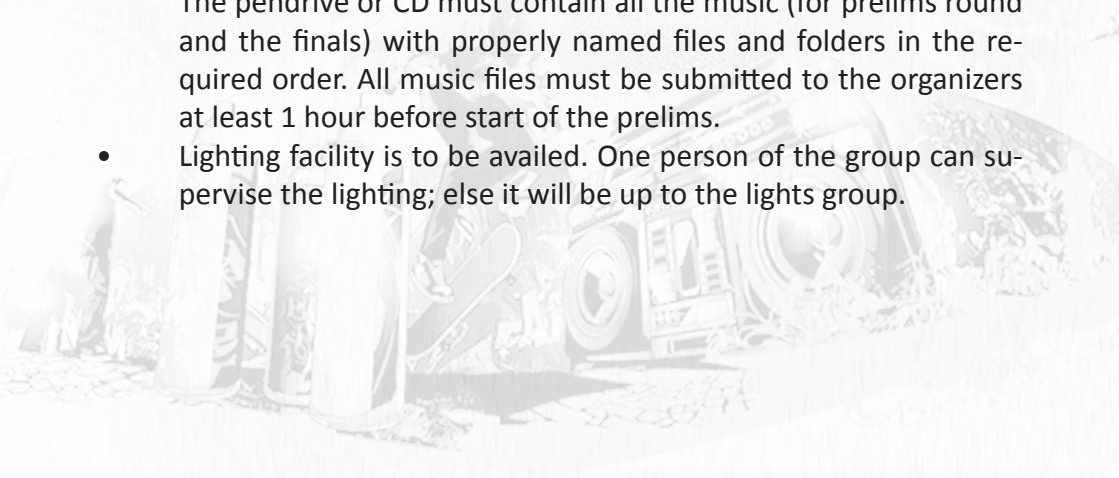 The pendrive or CD must contain all the music (for prelims round
and the finals) with properly named files and folders in the re-
quired order. All music files must be submitted to the organizers
at least 1 hour before start of the prelims.
• Lighting facility is to be availed. One person of the group can su-
pervise the lighting; else it will be up to the lights group.